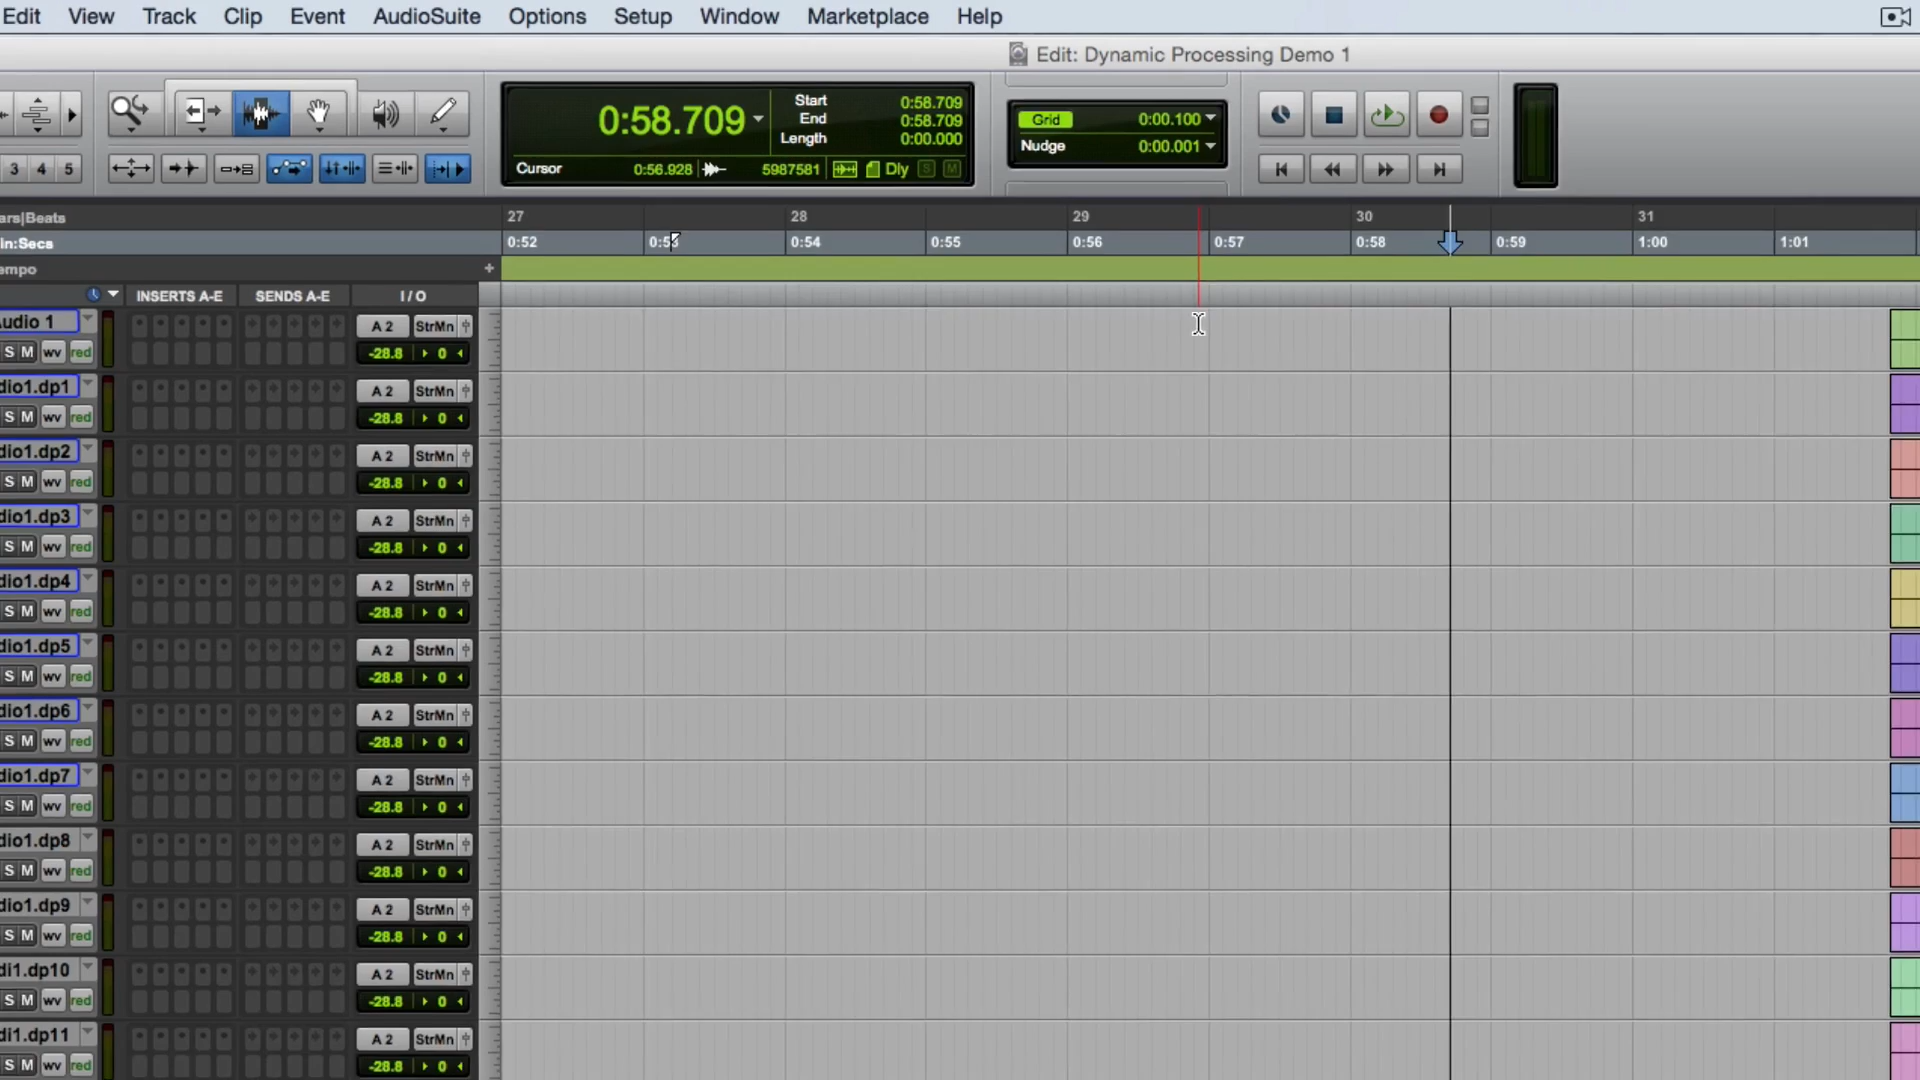 Edit View Track Clip Event AudioSuite Options Setup Window Marketplace Help
Edit: Dynamic Processing Demo 1
0:58.709
Start 0:58.709
End 0:58.709
Length 0:00.000
Cursor 0:56.928 5987581 Dly S M
Grid 0:00.100
Nudge 0:00.001
3 4 5
ars|Beats 27 28 29 30 31
in:Secs 0:52 0:53 0:54 0:55 0:56 0:57 0:58 0:59 1:00 1:01
empo +
INSERTS A-E SENDS A-E I / O
udio 1 A 2 StrMn
S M wv red -28.8 0
dio1.dp1 A 2 StrMn
S M wv red -28.8 0
dio1.dp2 A 2 StrMn
S M wv red -28.8 0
dio1.dp3 A 2 StrMn
S M wv red -28.8 0
dio1.dp4 A 2 StrMn
S M wv red -28.8 0
dio1.dp5 A 2 StrMn
S M wv red -28.8 0
dio1.dp6 A 2 StrMn
S M wv red -28.8 0
dio1.dp7 A 2 StrMn
S M wv red -28.8 0
dio1.dp8 A 2 StrMn
S M wv red -28.8 0
dio1.dp9 A 2 StrMn
S M wv red -28.8 0
di1.dp10 A 2 StrMn
S M wv red -28.8 0
di1.dp11 A 2 StrMn
S M wv red -28.8 0